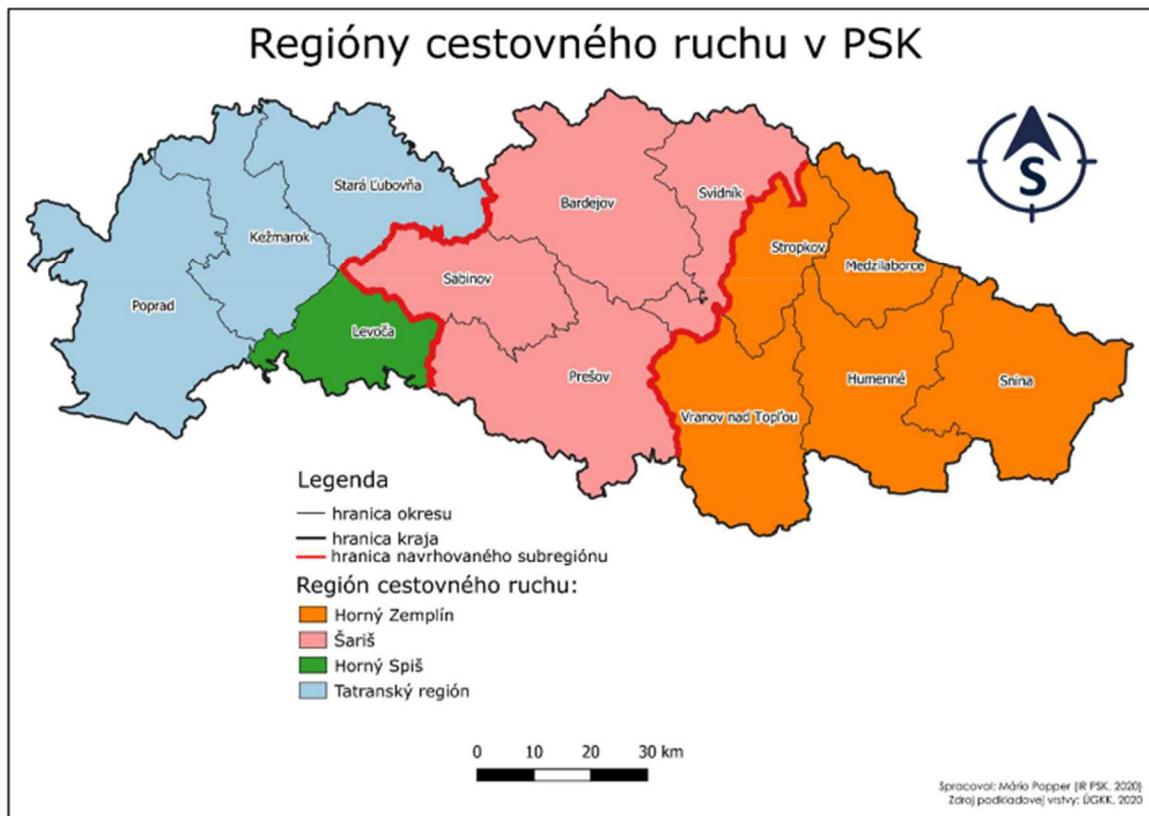 Regióny cestovného ruchu v PSK
S
Stará Ľubovňa
Bardejov
Svidník
Kežmarok
Stropkov
Medzilaborce
Sabinov
Poprad
Levoča
Prešov
Humenné
Snina
Vranov nad Topľou
Legenda
hranica okresu
hranica kraja
hranica navrhovaného subregiónu
Región cestovného ruchu:
Horný Zemplín
Šariš
Horný Spiš
Tatranský región
0 10 20 30 km
Spracoval: Mário Popper (IR PSK, 2020)
Zdroj podkladovej vrstvy: ÚGKK, 2020